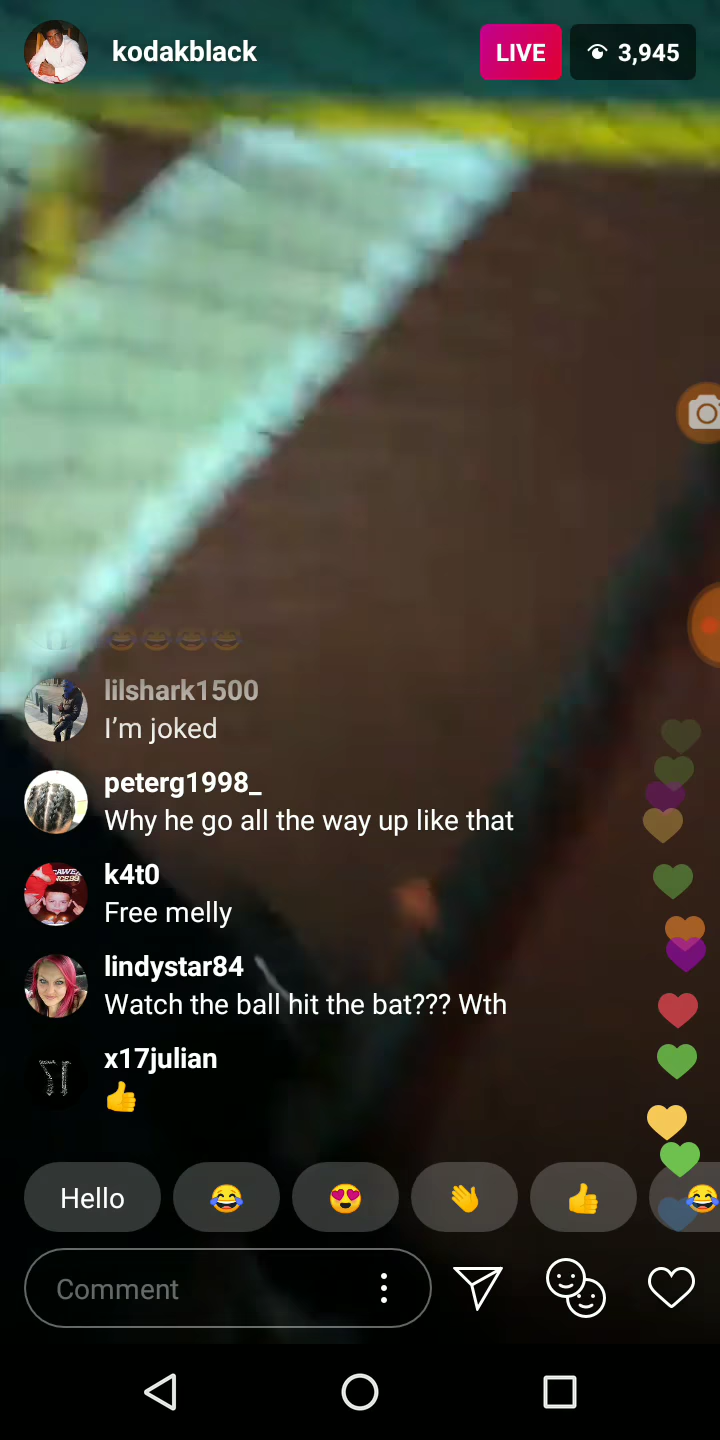 kodakblack
LIVE
3,945
😂😂😂😂
lilshark1500
I’m joked
peterg1998_
Why he go all the way up like that
k4t0
Free melly
lindystar84
Watch the ball hit the bat??? Wth
x17julian
👍
Hello 😂 😍 👋 👍 😂
Comment